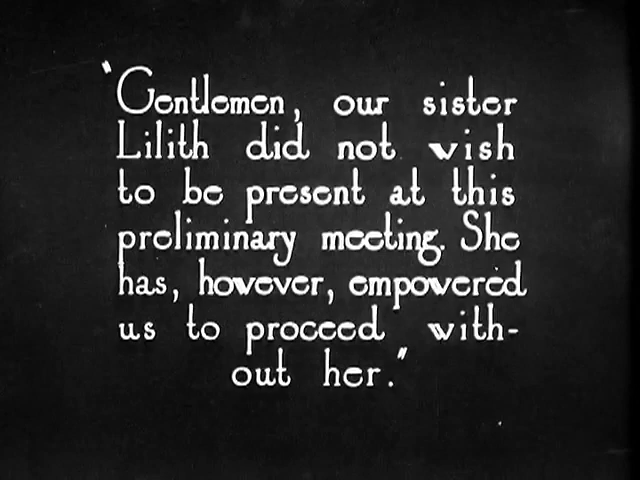 "Gentlemen, our sister
Lilith did not wish
to be present at this
preliminary meeting. She
has, however, empowered
us to proceed with-
out her."